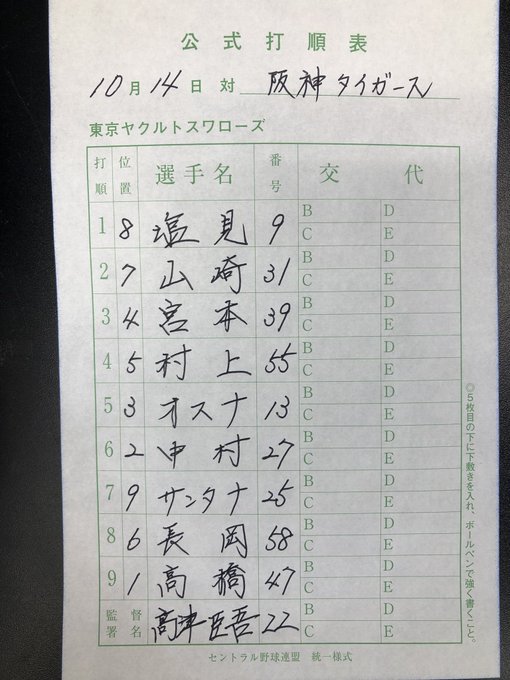 公式打順表
10月14日 対 阪神タイガース
東京ヤクルトスワローズ
打順 位置 選手名 番号 交代
1 8 塩見 9 B D C E
2 7 山崎 31 B D C E
3 4 宮本 39 B D C E
4 5 村上 55 B D C E
5 3 オスナ 13 B D C E
6 2 中村 27 B D C E
7 9 サンタナ 25 B D C E
8 6 長岡 58 B D C E
9 1 高橋 47 B D C E
監督署名 高津臣吾 22 B D C E
セントラル野球連盟 統一様式
◎5枚目の下に下敷きを入れ、ボールペンで強く書くこと。